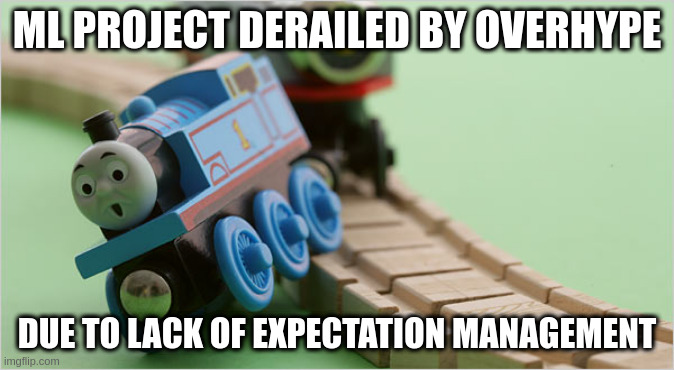 ML PROJECT DERAILED BY OVERHYPE
1
DUE TO LACK OF EXPECTATION MANAGEMENT
imgflip.com